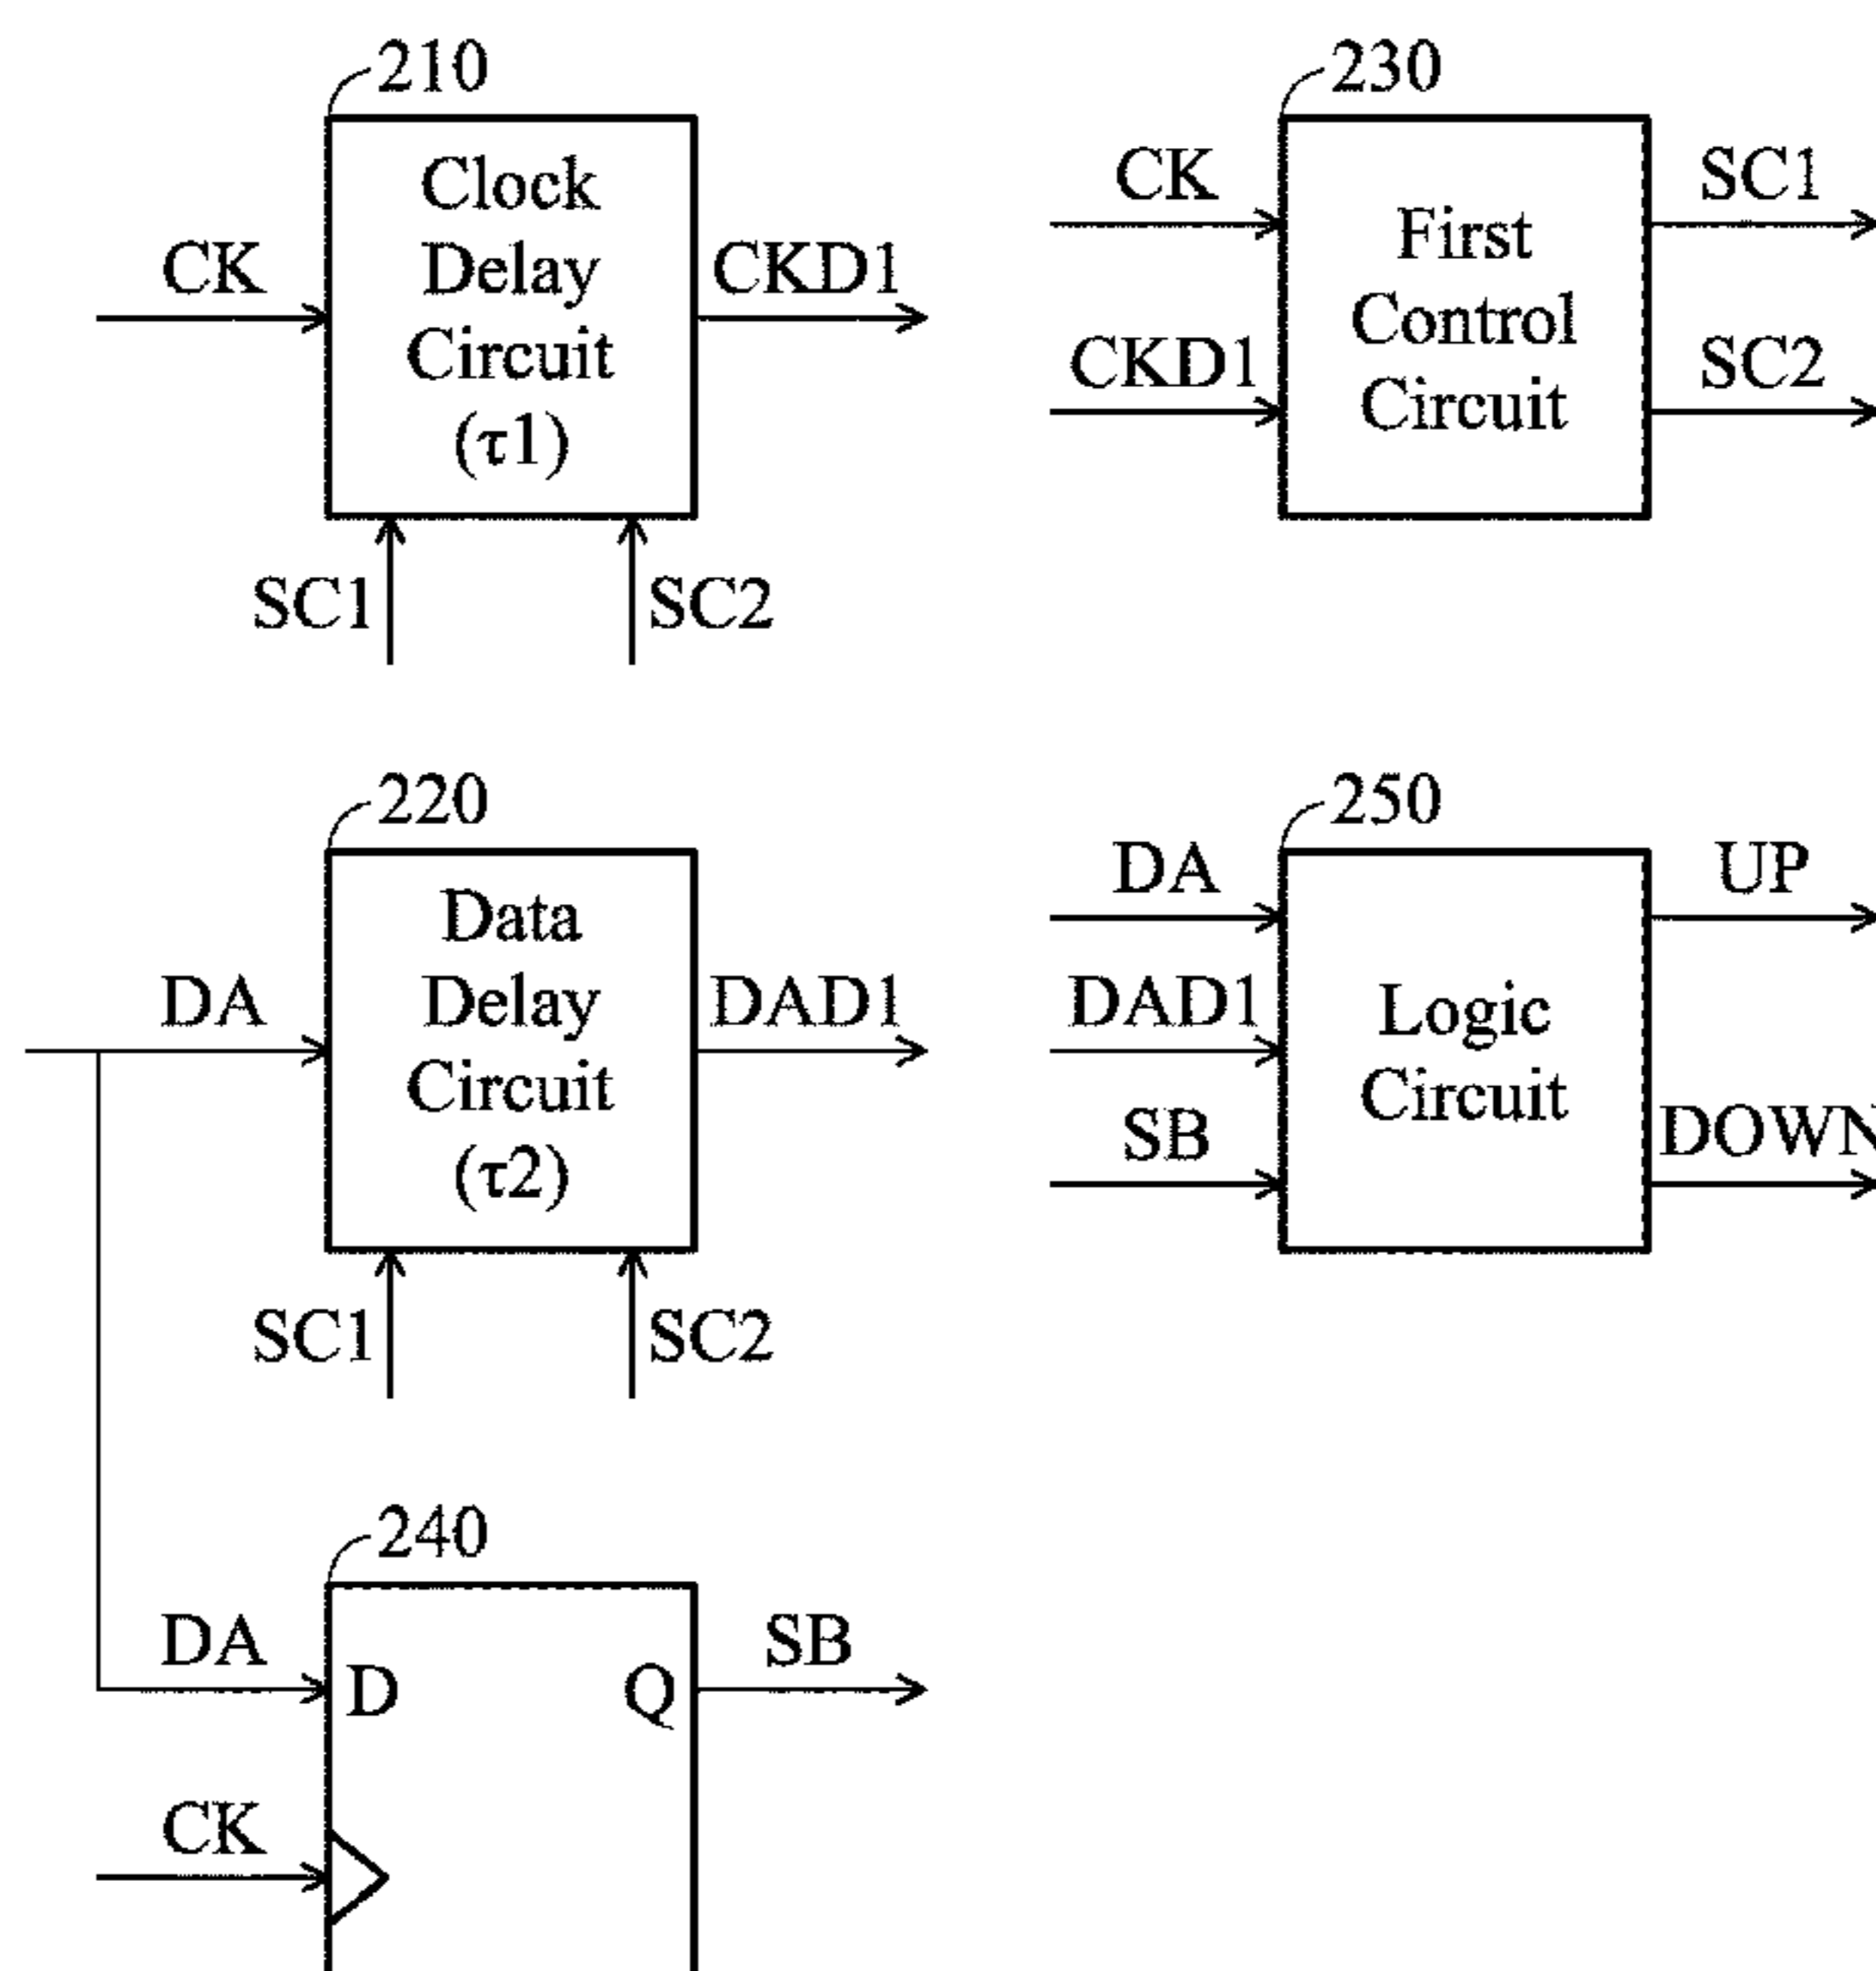 210
Clock
Delay
Circuit
(τ1)
CK
CKD1
SC1
SC2
230
First
Control
Circuit
CK
CKD1
SC1
SC2
220
Data
Delay
Circuit
(τ2)
DA
DAD1
SC1
SC2
250
Logic
Circuit
DA
DAD1
SB
UP
DOWN
240
DA
D
Q
SB
CK